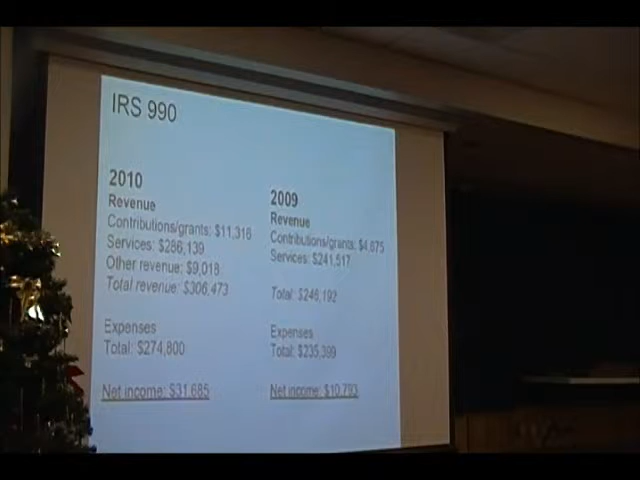 IRS 990
2010
Revenue
Contributions/grants: $11,316
Services: $286,139
Other revenue: $9,018
Total revenue: $306,473
Expenses
Total: $274,800
Net income: $31,685
2009
Revenue
Contributions/grants: $4,675
Services: $241,517
Total: $246,192
Expenses
Total: $235,399
Net income: $10,793